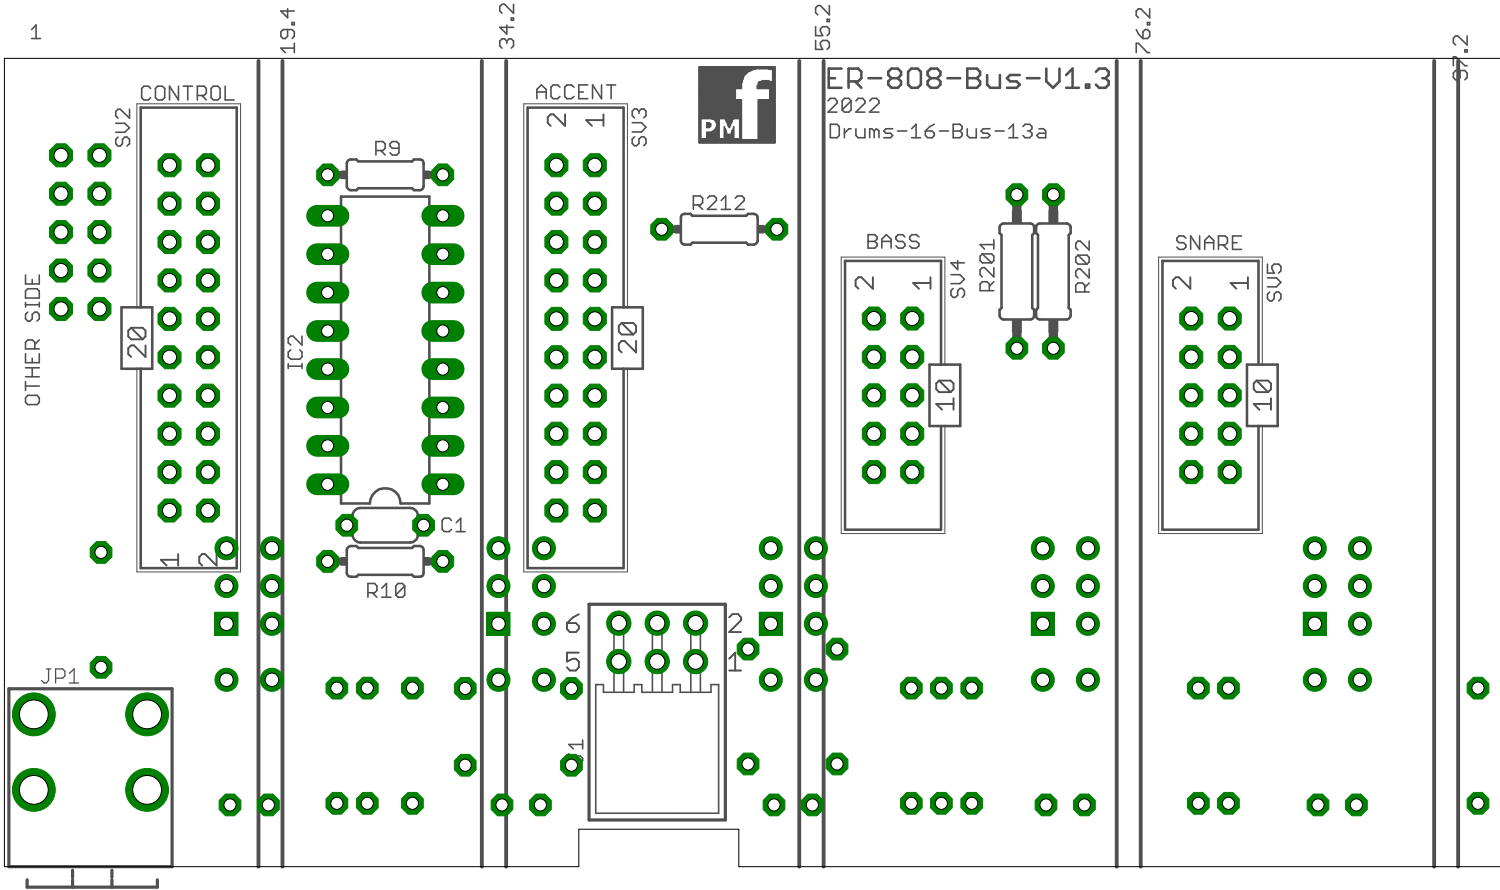 1
19.4
34.2
55.2
76.2
97.2
CONTROL
SV2
ACCENT
2 1
SV3
f
PM
ER-808-Bus-V1.3
2022
Drums-16-Bus-13a
R9
R212
BASS
2 1
SV4
R201
R202
SNARE
2 1
SV5
OTHER SIDE
20
IC2
20
10
10
C1
R10
1 2
6
2
5
1
JP1